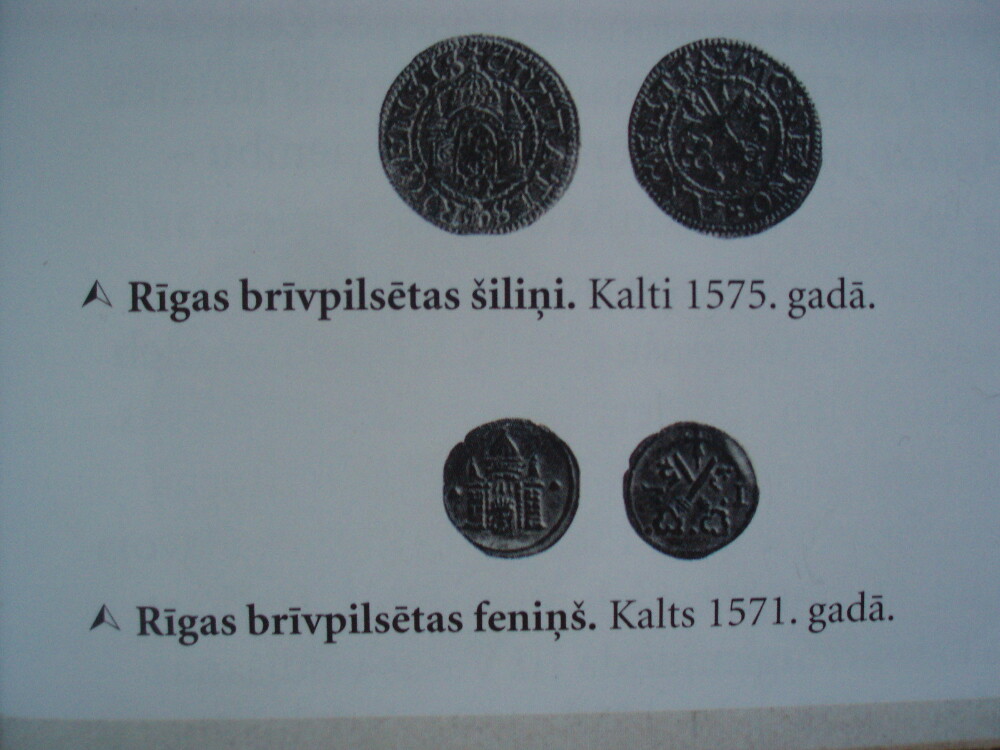 Rīgas brīvpilsētas šiliņi. Kalti 1575. gadā.
Rīgas brīvpilsētas feniņš. Kalts 1571. gadā.